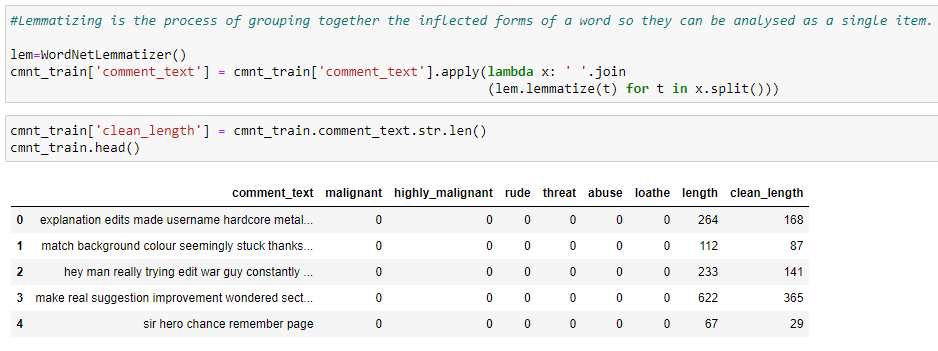 #Lemmatizing is the process of grouping together the inflected forms of a word so they can be analysed as a single item.
lem=WordNetLemmatizer()
cmnt_train['comment_text'] = cmnt_train['comment_text'].apply(lambda x: ' '.join
(lem.lemmatize(t) for t in x.split()))
cmnt_train['clean_length'] = cmnt_train.comment_text.str.len()
cmnt_train.head()
comment_text malignant highly_malignant rude threat abuse loathe length clean_length
0 explanation edits made username hardcore metal... 0 0 0 0 0 0 264 168
1 match background colour seemingly stuck thanks... 0 0 0 0 0 0 112 87
2 hey man really trying edit war guy constantly ... 0 0 0 0 0 0 233 141
3 make real suggestion improvement wondered sect... 0 0 0 0 0 0 622 365
4 sir hero chance remember page 0 0 0 0 0 0 67 29